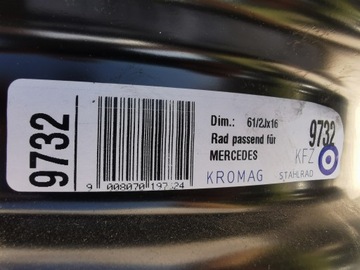 9732
9 008070 197324
Dim.: 61/2Jx16
Rad passend für
MERCEDES
KROMAG
9732
KFZ
STAHLRAD